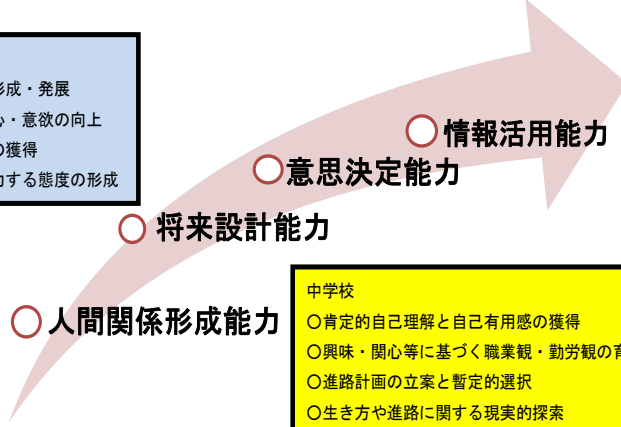 形成・発展
・意欲の向上
の獲得
する態度の形成
○情報活用能力
○意思決定能力
○将来設計能力
○人間関係形成能力
中学校
○肯定的自己理解と自己有用感の獲得
○興味・関心等に基づく職業観・勤労観の育
○進路計画の立案と暫定的選択
○生き方や進路に関する現実的探索